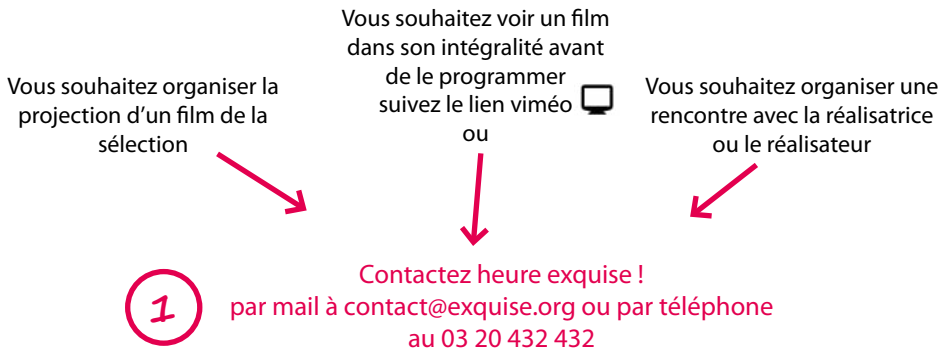 Vous souhaitez organiser la
projection d'un film de la
sélection
Vous souhaitez voir un film
dans son intégralité avant
de le programmer
suivez le lien viméo
ou
Vous souhaitez organiser une
rencontre avec la réalisatrice
ou le réalisateur
1
Contactez heure exquise !
par mail à contact@exquise.org ou par téléphone
au 03 20 432 432